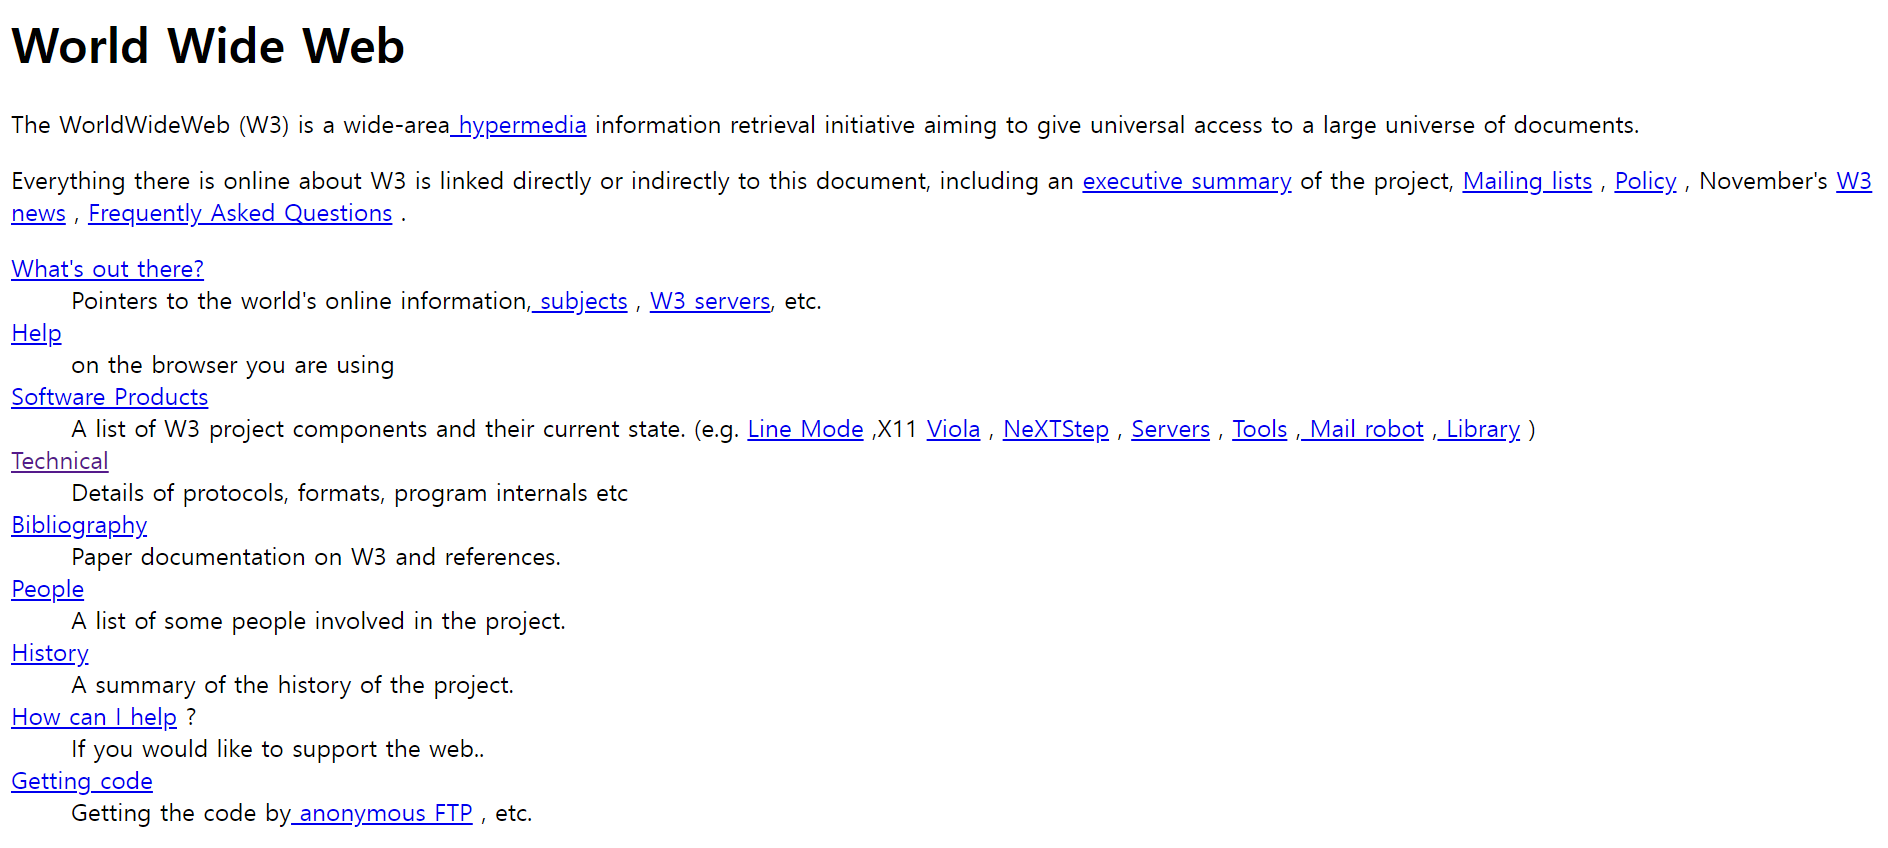 World Wide Web
The WorldWideWeb (W3) is a wide-area hypermedia information retrieval initiative aiming to give universal access to a large universe of documents.
Everything there is online about W3 is linked directly or indirectly to this document, including an executive summary of the project, Mailing lists , Policy , November's W3
news , Frequently Asked Questions .
What's out there?
Pointers to the world's online information, subjects , W3 servers, etc.
Help
on the browser you are using
Software Products
A list of W3 project components and their current state. (e.g. Line Mode ,X11 Viola , NeXTStep , Servers , Tools , Mail robot , Library )
Technical
Details of protocols, formats, program internals etc
Bibliography
Paper documentation on W3 and references.
People
A list of some people involved in the project.
History
A summary of the history of the project.
How can I help ?
If you would like to support the web..
Getting code
Getting the code by anonymous FTP , etc.